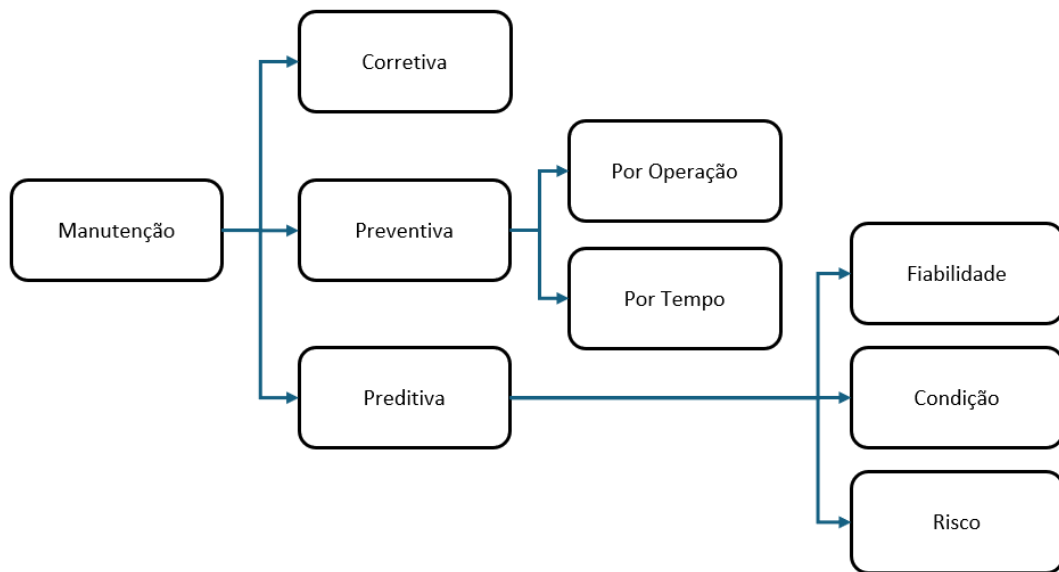 Manutenção
Corretiva
Preventiva
Preditiva
Por Operação
Por Tempo
Fiabilidade
Condição
Risco